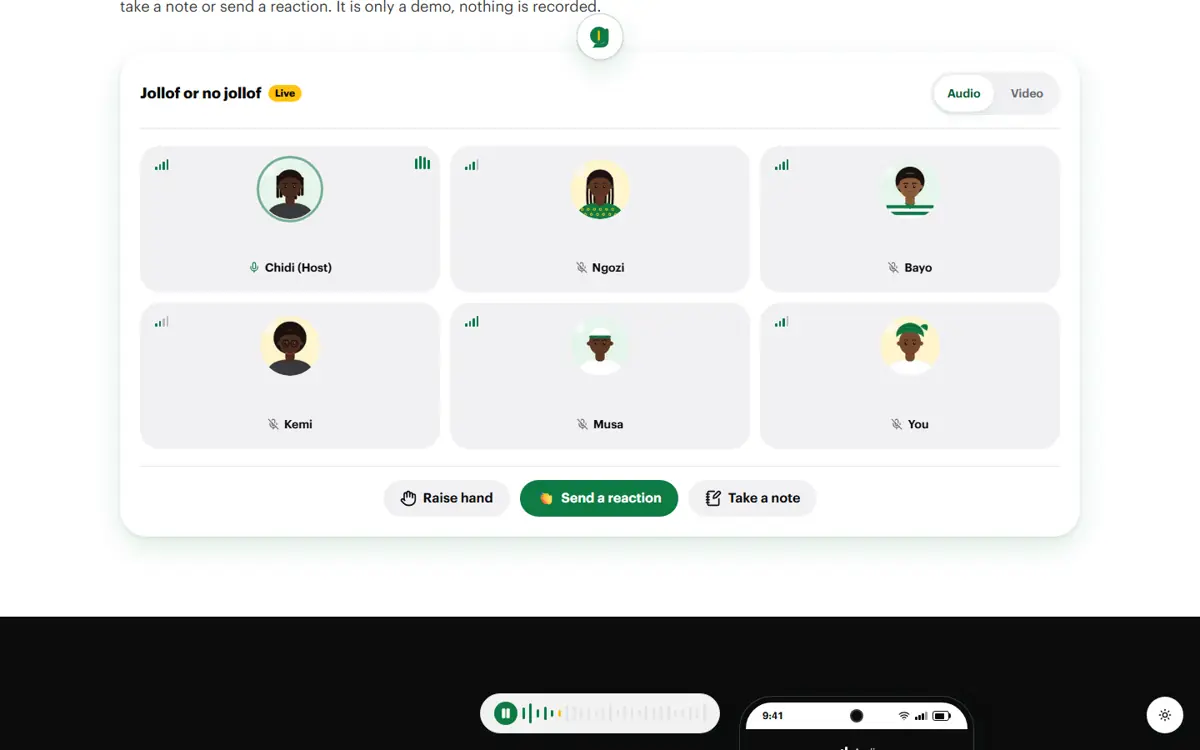 take a note or send a reaction. It is only a demo, nothing is recorded.
Jollof or no jollof Live
Audio Video
Chidi (Host)
Ngozi
Bayo
Kemi
Musa
You
Raise hand
Send a reaction
Take a note
9:41